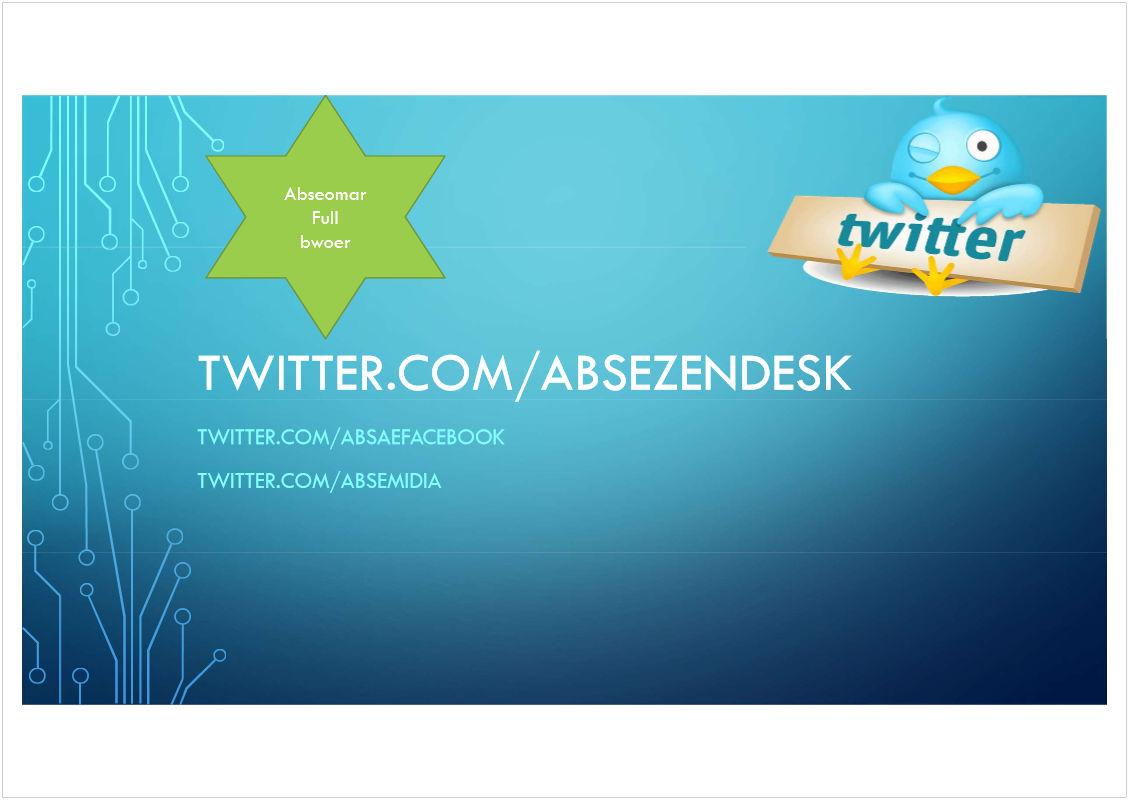 Abseomar
Full
bwoer
twitter
TWITTER.COM/ABSEZENDESK
TWITTER.COM/ABSAEFACEBOOK
TWITTER.COM/ABSEMIDIA